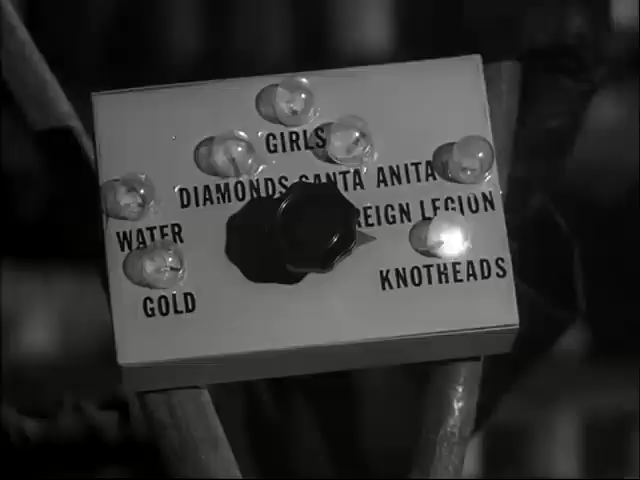 GIRLS
DIAMONDS SANTA ANITA
WATER
REIGN LEGION
GOLD
KNOTHEADS